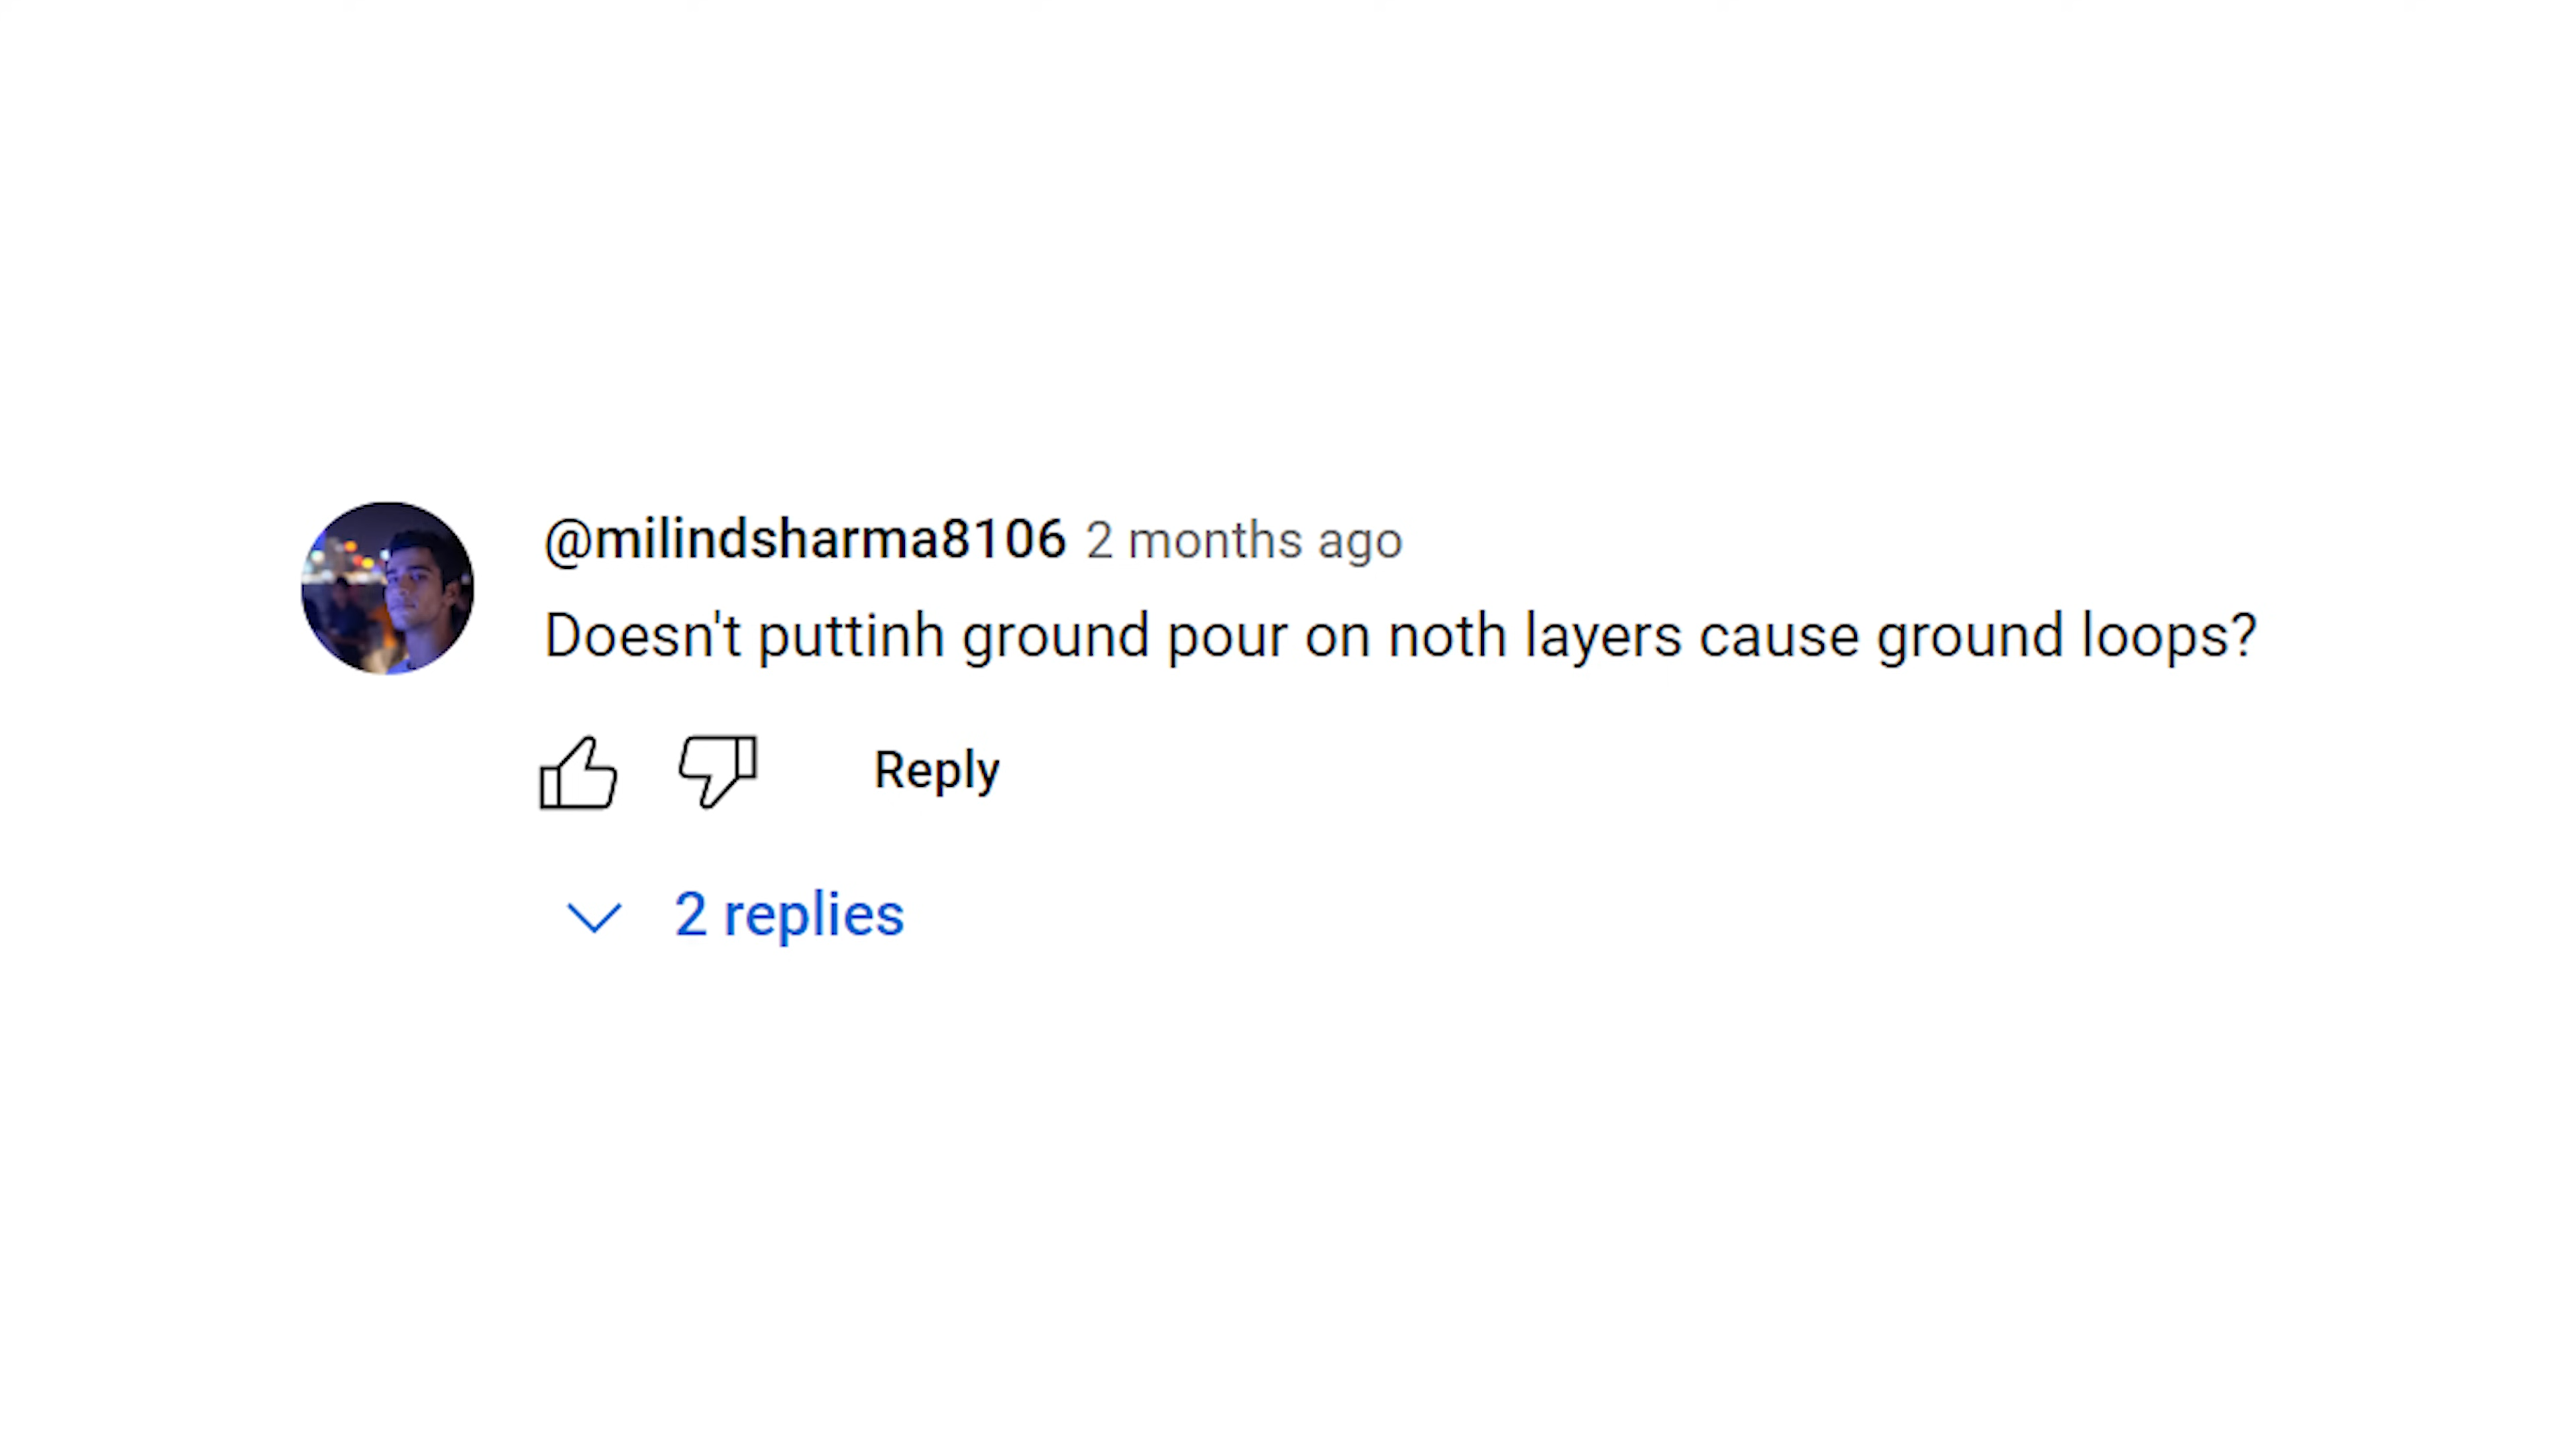 @milindsharma8106 2 months ago
Doesn't puttinh ground pour on noth layers cause ground loops?
Reply
2 replies